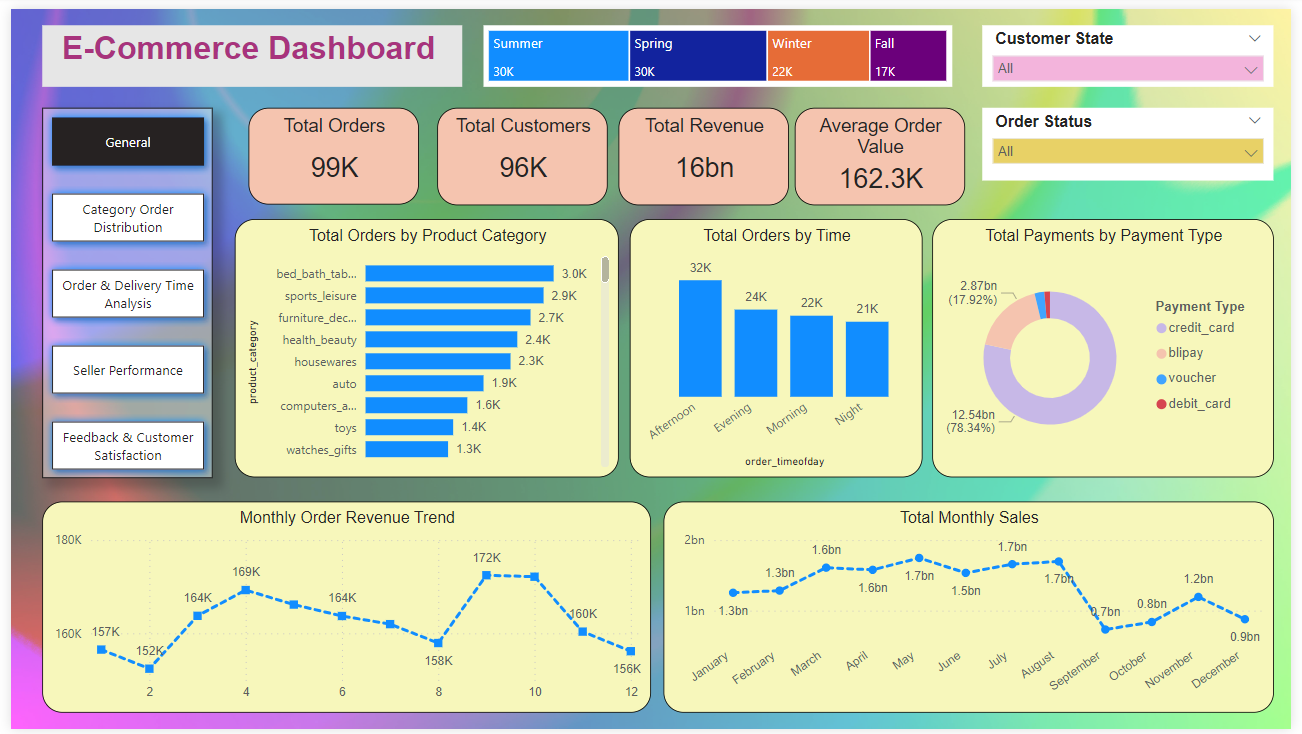 E-Commerce Dashboard
Summer
30K
Spring
30K
Winter
22K
Fall
17K
Customer State
All
Order Status
All
General
Category Order
Distribution
Order & Delivery Time
Analysis
Seller Performance
Feedback & Customer
Satisfaction
Total Orders
99K
Total Customers
96K
Total Revenue
16bn
Average Order
Value
162.3K
Total Orders by Product Category
product_category
bed_bath_tab... 3.0K
sports_leisure 2.9K
furniture_dec... 2.7K
health_beauty 2.4K
housewares 2.3K
auto 1.9K
computers_a... 1.6K
toys 1.4K
watches_gifts 1.3K
Total Orders by Time
32K
24K
22K
21K
Afternoon
Evening
Morning
Night
order_timeofday
Total Payments by Payment Type
2.87bn
(17.92%)
12.54bn
(78.34%)
Payment Type
credit_card
blipay
voucher
debit_card
Monthly Order Revenue Trend
180K
160K
157K
152K
164K
169K
164K
158K
172K
160K
156K
2 4 6 8 10 12
Total Monthly Sales
2bn
1bn
1.3bn
1.3bn
1.6bn
1.6bn
1.7bn
1.5bn
1.7bn
1.7bn
0.7bn
0.8bn
1.2bn
0.9bn
January
February
March
April
May
June
July
August
September
October
November
December